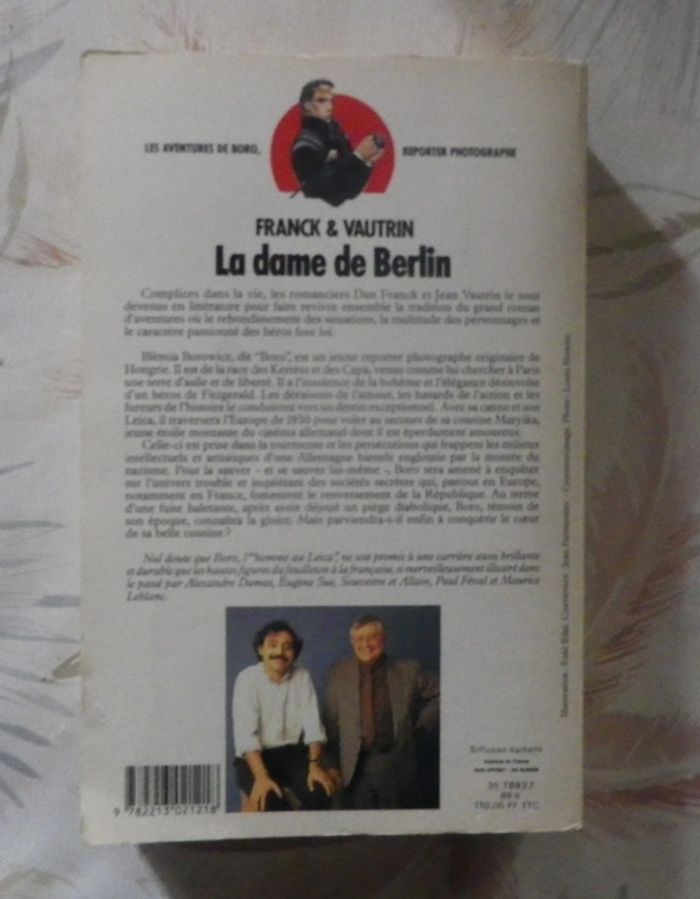 LES AVENTURES DE BORO, REPORTER PHOTOGRAPHE
FRANCK & VAUTRIN
La dame de Berlin
Complices dans la vie, les romanciers Dan Franck et Jean Vautrin le sont
devenus en littérature pour faire revivre ensemble la tradition du grand roman
d'aventures où le rebondissement des situations, la multitude des personnages et
le caractère passionné des héros font loi.
Blèmia Borowicz, dit "Boro", est un jeune reporter photographe originaire de
Hongrie. Il est de la race des Kertész et des Capa, venus comme lui chercher à Paris
une terre d'asile et de liberté. Il a l'insolence de la bohème et l'élégance désinvolte
d'un héros de Fitzgerald. Les déraisons de l'amour, les hasards de l'action et les
fureurs de l'histoire le conduiront vers un destin exceptionnel. Avec sa canne et son
Leica, il traversera l'Europe de 1930 pour voler au secours de sa cousine Maryika,
jeune étoile montante du cinéma allemand dont il est éperdument amoureux.
Celle-ci est prise dans la tourmente et les persécutions qui frappent les milieux
intellectuels et artistiques d'une Allemagne bientôt engloutie par la montée du
nazisme. Pour la sauver - et se sauver lui-même -, Boro sera amené à enquêter
sur l'univers trouble et inquiétant des sociétés secrètes qui, partout en Europe,
notamment en France, fomentent le renversement de la République. Au terme
d'une fuite haletante, après avoir déjoué un piège diabolique, Boro, témoin de
son époque, connaîtra la gloire. Mais parviendra-t-il enfin à conquérir le cœur
de sa belle cousine ?
Nul doute que Boro, l'"homme au Leica", ne soit promis à une carrière aussi brillante
et durable que les hautes figures du feuilleton à la française, si merveilleusement illustré dans
le passé par Alexandre Dumas, Eugène Sue, Souvestre et Allain, Paul Féval et Maurice
Leblanc.
Illustration : Enki Bilal. Couverture : Jean
Diffusion Hachette
9 782213 021218
110,00 FF TTC